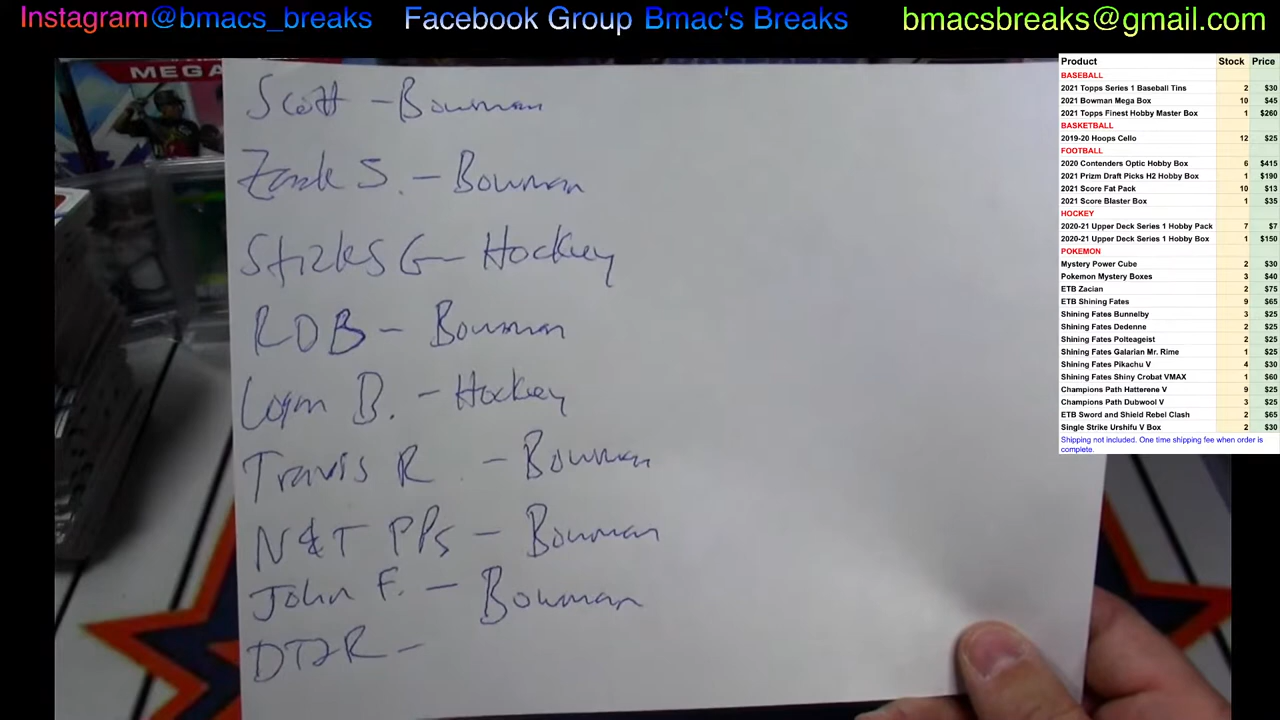 Instagram@bmacs_breaks Facebook Group Bmac's Breaks bmacsbreaks@gmail.com
MEGA
Scott - Bowman
Zack S. - Bowman
Sticks G - Hockey
ROB - Bowman
Logan B. - Hockey
Travis R - Bowman
N&T PPs - Bowman
John F. - Bowman
DTJR -
Product Stock Price
BASEBALL
2021 Topps Series 1 Baseball Tins 2 $30
2021 Bowman Mega Box 10 $45
2021 Topps Finest Hobby Master Box 1 $260
BASKETBALL
2019-20 Hoops Cello 12 $25
FOOTBALL
2020 Contenders Optic Hobby Box 6 $415
2021 Prizm Draft Picks H2 Hobby Box 1 $190
2021 Score Fat Pack 10 $13
2021 Score Blaster Box 1 $35
HOCKEY
2020-21 Upper Deck Series 1 Hobby Pack 7 $7
2020-21 Upper Deck Series 1 Hobby Box 1 $150
POKEMON
Mystery Power Cube 2 $30
Pokemon Mystery Boxes 3 $40
ETB Zacian 2 $75
ETB Shining Fates 9 $65
Shining Fates Bunnelby 3 $25
Shining Fates Dedenne 2 $25
Shining Fates Polteageist 2 $25
Shining Fates Galarian Mr. Rime 1 $25
Shining Fates Pikachu V 4 $30
Shining Fates Shiny Crobat VMAX 1 $60
Champions Path Hatterene V 9 $25
Champions Path Dubwool V 3 $25
ETB Sword and Shield Rebel Clash 2 $65
Single Strike Urshifu V Box 2 $30
Shipping not included. One time shipping fee when order is
complete.